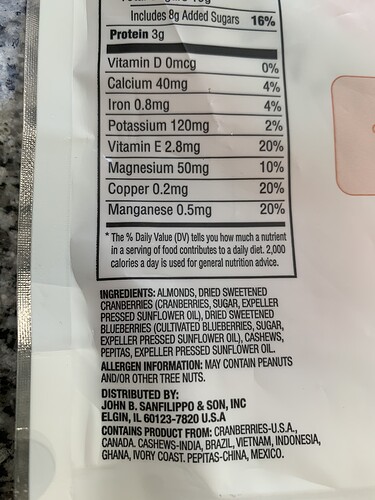 Includes 8g Added Sugars 16%
Protein 3g
Vitamin D 0mcg 0%
Calcium 40mg 4%
Iron 0.8mg 4%
Potassium 120mg 2%
Vitamin E 2.8mg 20%
Magnesium 50mg 10%
Copper 0.2mg 20%
Manganese 0.5mg 20%
* The % Daily Value (DV) tells you how much a nutrient
in a serving of food contributes to a daily diet. 2,000
calories a day is used for general nutrition advice.
INGREDIENTS: ALMONDS, DRIED SWEETENED
CRANBERRIES (CRANBERRIES, SUGAR, EXPELLER
PRESSED SUNFLOWER OIL), DRIED SWEETENED
BLUEBERRIES (CULTIVATED BLUEBERRIES, SUGAR,
EXPELLER PRESSED SUNFLOWER OIL), CASHEWS,
PEPITAS, EXPELLER PRESSED SUNFLOWER OIL.
ALLERGEN INFORMATION: MAY CONTAIN PEANUTS
AND/OR OTHER TREE NUTS.
DISTRIBUTED BY:
JOHN B. SANFILIPPO & SON, INC
ELGIN, IL 60123-7820 U.S.A
CONTAINS PRODUCT FROM: CRANBERRIES-U.S.A.,
CANADA. CASHEWS-INDIA, BRAZIL, VIETNAM, INDONESIA,
GHANA, IVORY COAST. PEPITAS-CHINA, MEXICO.